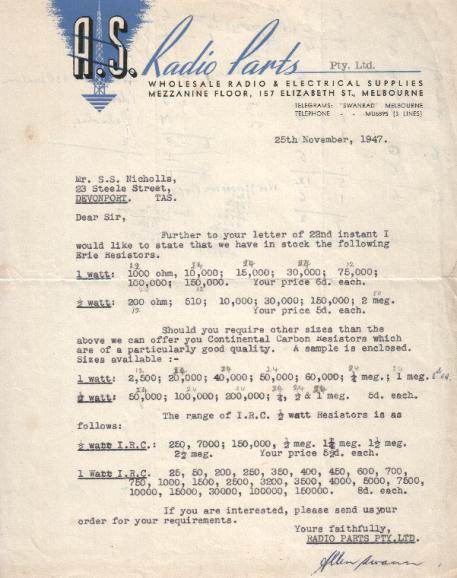 A.S. Radio Parts Pty. Ltd.
WHOLESALE RADIO & ELECTRICAL SUPPLIES
MEZZANINE FLOOR, 157 ELIZABETH ST., MELBOURNE
TELEGRAMS: "SWANRAD" MELBOURNE
TELEPHONE - - MU6895 (3 LINES)
25th November, 1947.
Mr. S.S. Nicholls,
23 Steele Street,
DEVONPORT. TAS.
Dear Sir,
Further to your letter of 22nd instant I
would like to state that we have in stock the following
Erie Resistors.
1 watt: 1000 ohm, 10,000; 15,000; 30,000; 75,000;
100,000; 150,000. Your price 6d. each.
½ watt: 200 ohm; 510; 10,000; 30,000; 150,000; 2 meg.
Your price 5d. each.
Should you require other sizes than the
above we can offer you Continental Carbon Resistors which
are of a particularly good quality. A sample is enclosed.
Sizes available :-
1 watt: 2,500; 20,000; 40,000; 50,000; 60,000; meg.; 1 meg.
½ watt: 50,000; 100,000; 200,000; ¼, ½ & 1 meg. 5d. each.
The range of I.R.C. ½ watt Resistors is as
follows:
½ watt I.R.C.: 250, 7000; 150,000, ½ meg. meg. 1½ meg.
2½ meg. Your price 5½d. each.
1 Watt I.R.C. 25, 50, 200, 250, 350, 400, 450, 600, 700,
750, 1000, 1500, 2500, 3200, 3500, 4000, 5000, 7500,
10000, 15000, 30000, 100000, 150000. 8d. each.
If you are interested, please send us your
order for your requirements.
Yours faithfully,
RADIO PARTS PTY.LTD.